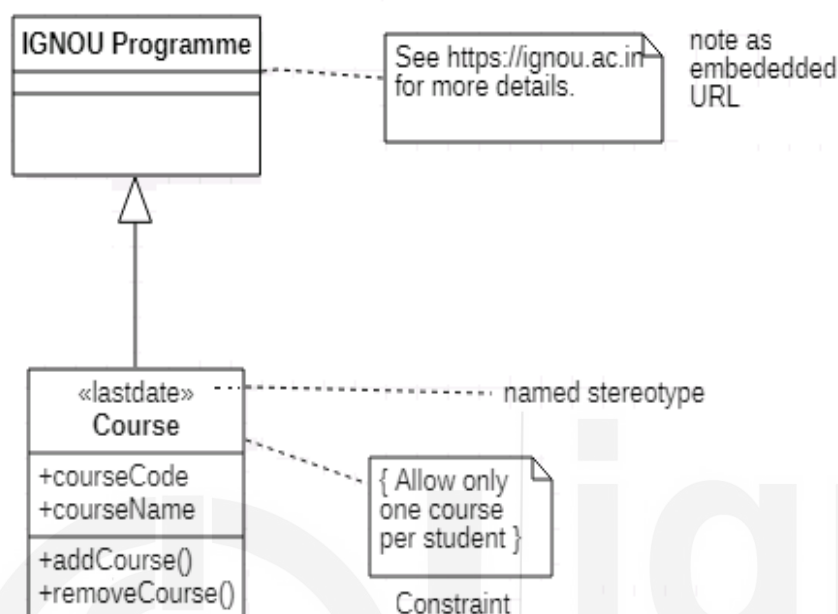 IGNOU Programme
See https://ignou.ac.in
for more details.
note as
embededded
URL
«lastdate»
Course
named stereotype
+courseCode
+courseName
+addCourse()
+removeCourse()
{ Allow only
one course
per student }
Constraint